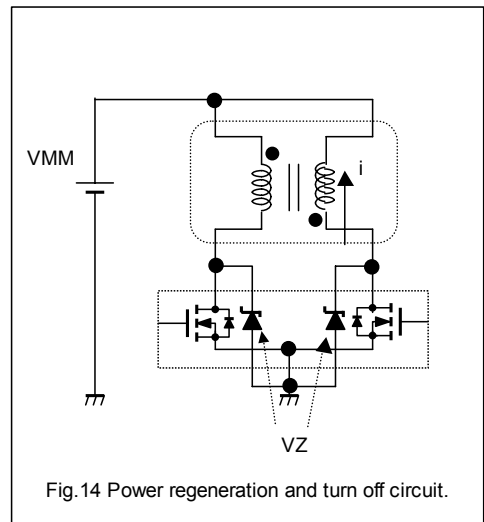 VMM
i
VZ
Fig.14 Power regeneration and turn off circuit.